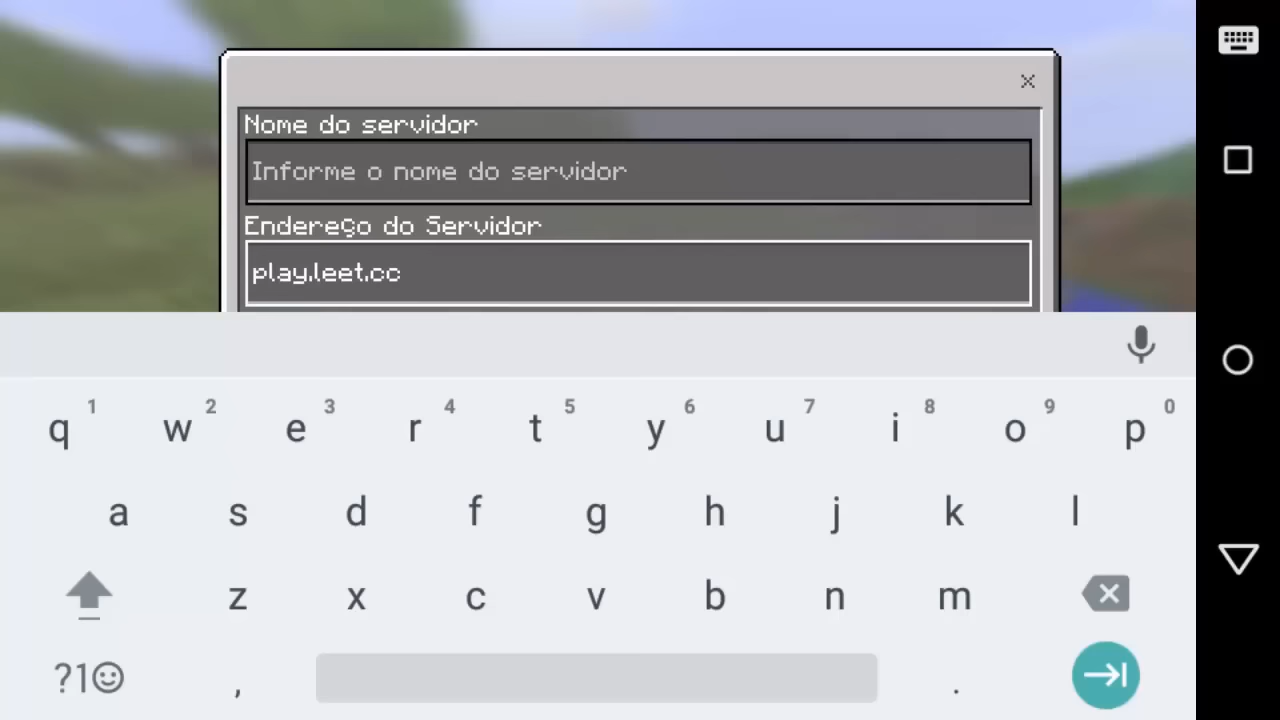 Nome do servidor
Informe o nome do servidor
Endereço do Servidor
play.leet.cc
1 2 3 4 5 6 7 8 9 0
q w e r t y u i o p
a s d f g h j k l
z x c v b n m
?1☺ , .